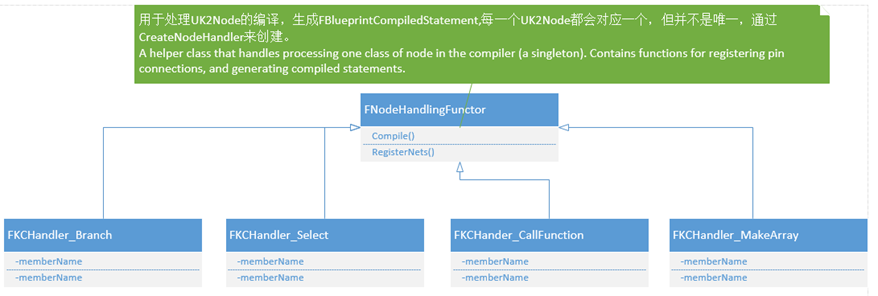 用于处理UK2Node的编译，生成FBlueprintCompiledStatement,每一个UK2Node都会对应一个，但并不是唯一，通过
CreateNodeHandler来创建。
A helper class that handles processing one class of node in the compiler (a singleton). Contains functions for registering pin
connections, and generating compiled statements.
FNodeHandlingFunctor
Compile()
RegisterNets()
FKCHandler_Branch
-memberName
-memberName
FKCHandler_Select
-memberName
-memberName
FKCHander_CallFunction
-memberName
-memberName
FKCHandler_MakeArray
-memberName
-memberName